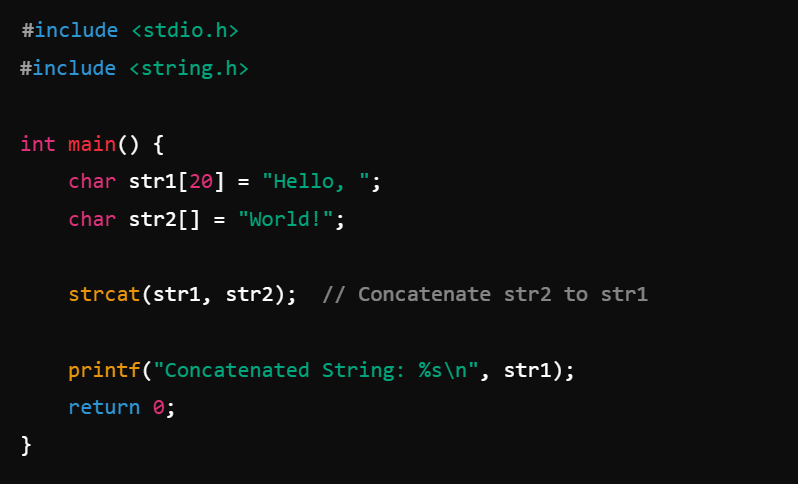 #include <stdio.h>
#include <string.h>

int main() {
    char str1[20] = "Hello, ";
    char str2[] = "World!";

    strcat(str1, str2);  // Concatenate str2 to str1

    printf("Concatenated String: %s\n", str1);
    return 0;
}